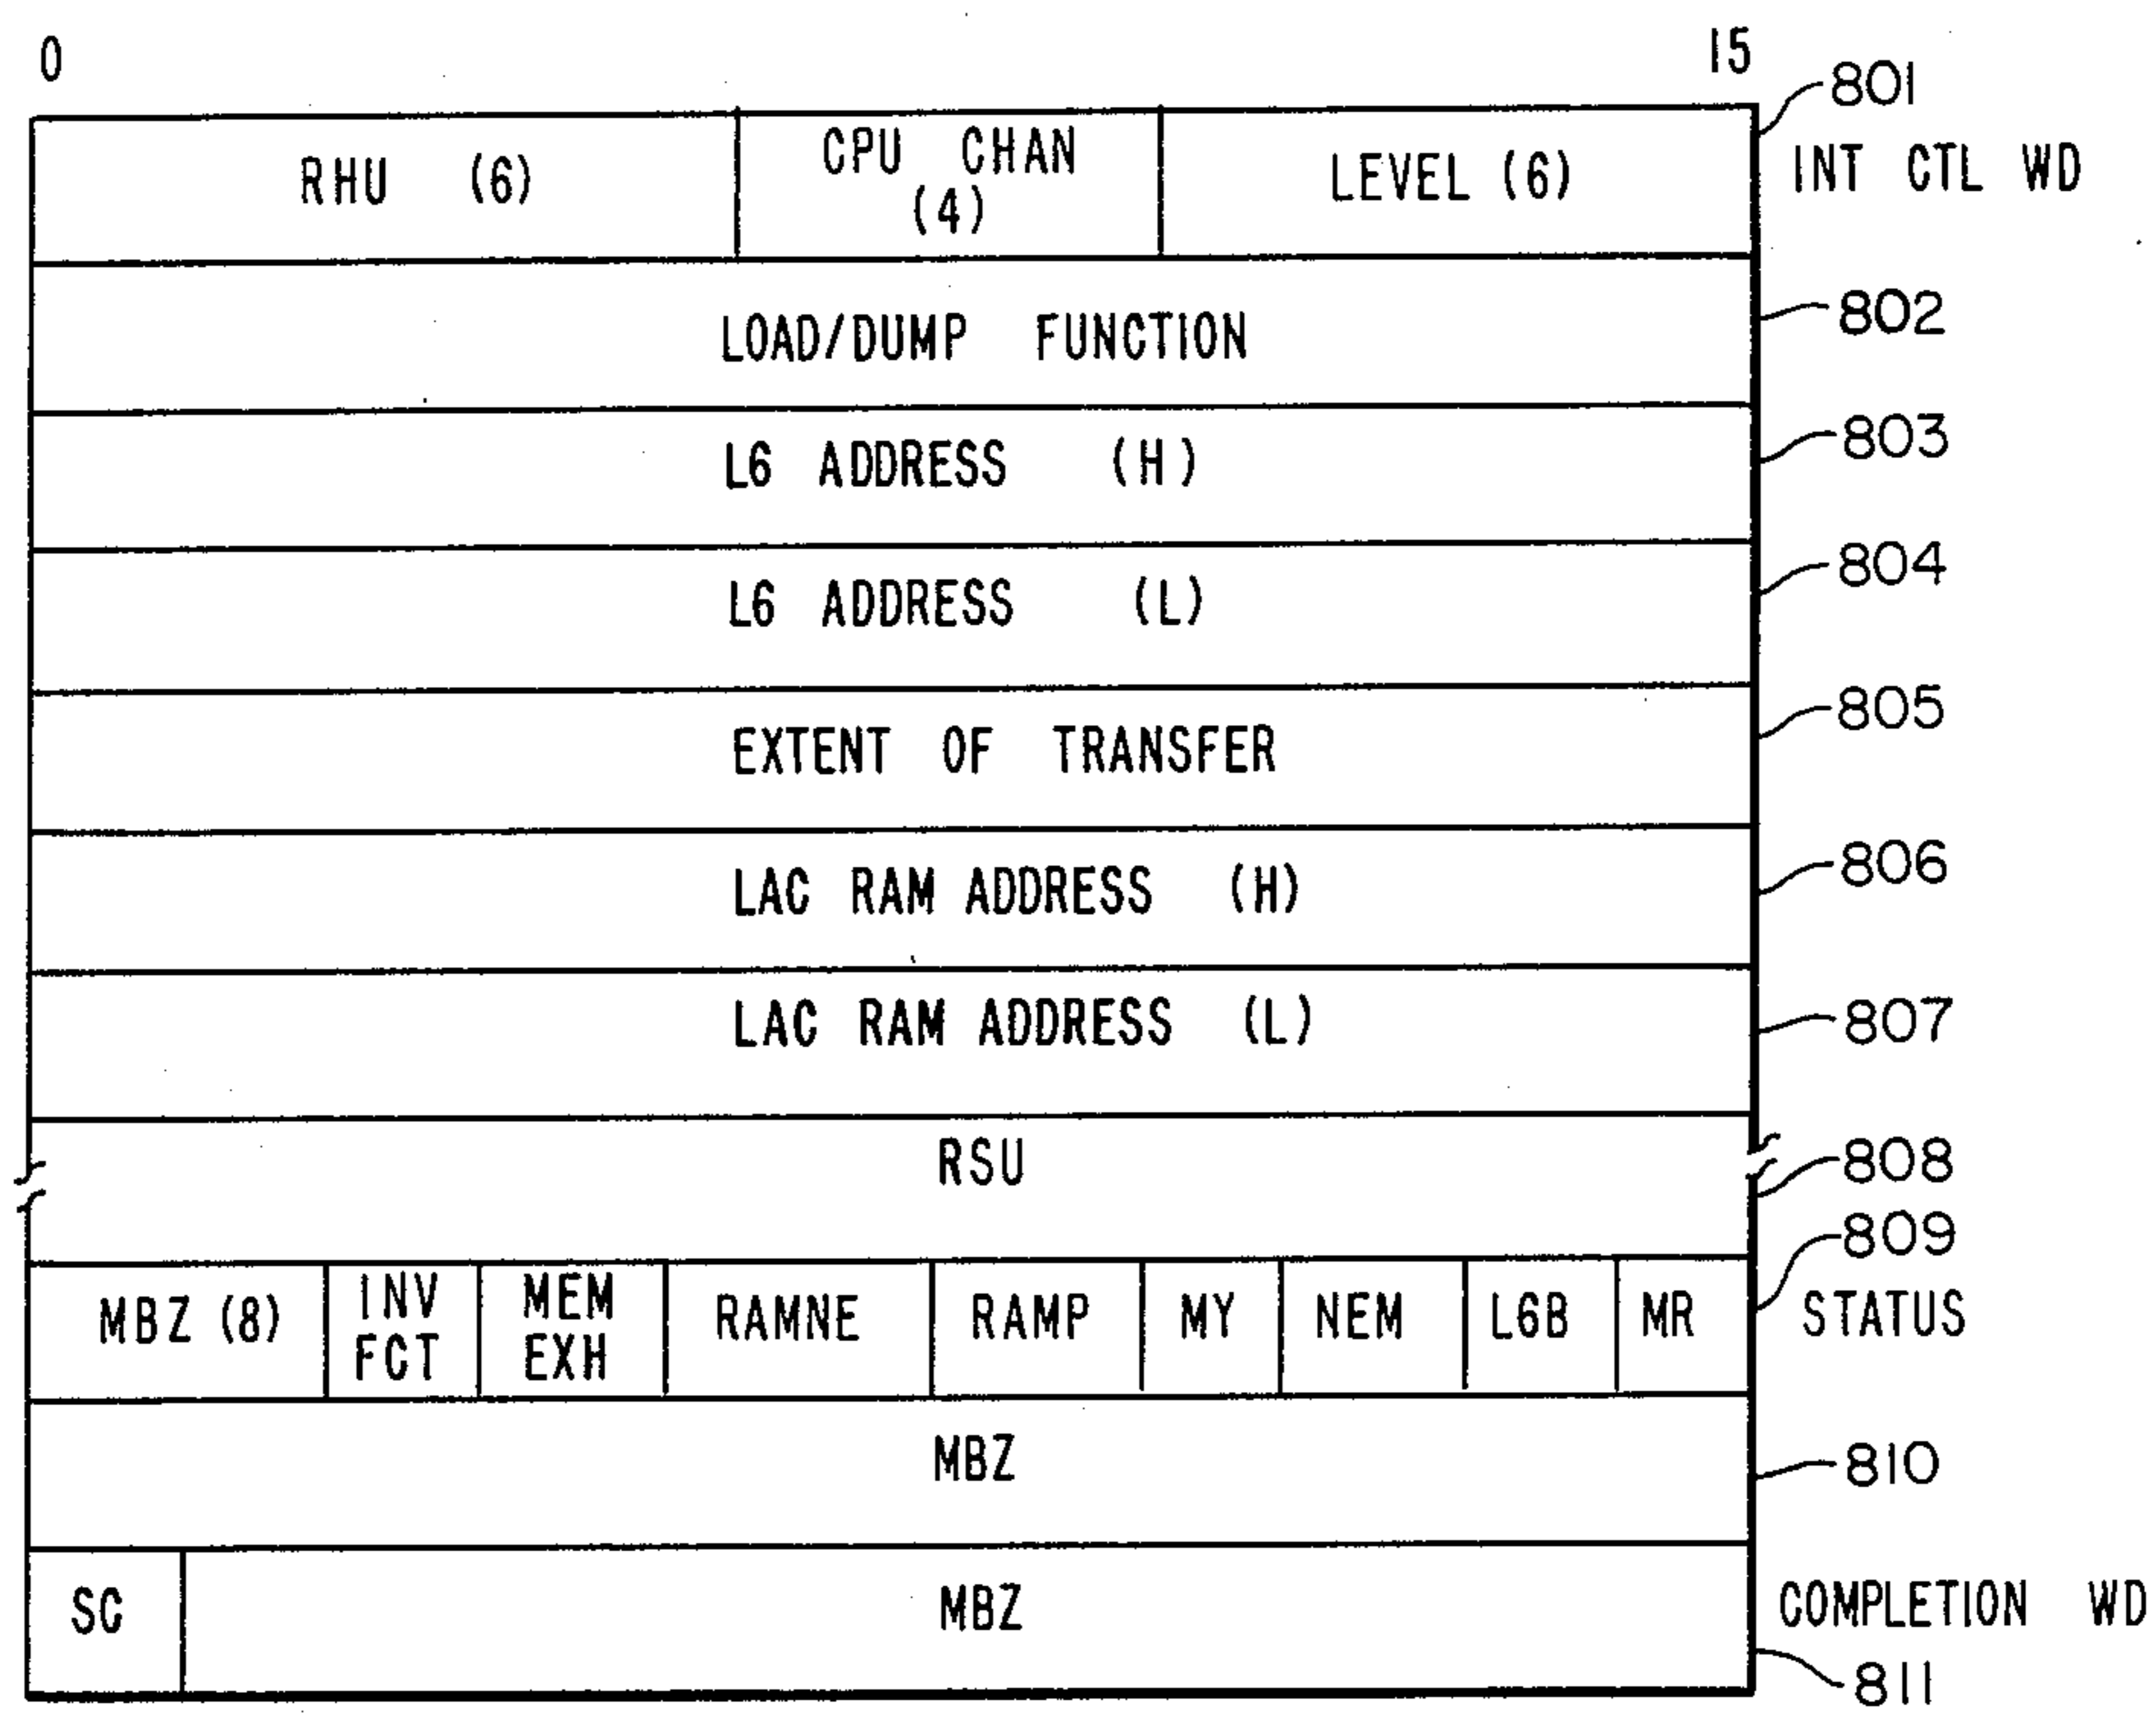 0 15
801
RHU (6) CPU CHAN (4) LEVEL (6) INT CTL WD
LOAD/DUMP FUNCTION 802
L6 ADDRESS (H) 803
L6 ADDRESS (L) 804
EXTENT OF TRANSFER 805
LAC RAM ADDRESS (H) 806
LAC RAM ADDRESS (L) 807
RSU 808
809
MBZ (8) INV FCT MEM EXH RAMNE RAMP MY NEM L6B MR STATUS
MBZ 810
SC MBZ COMPLETION WD
811